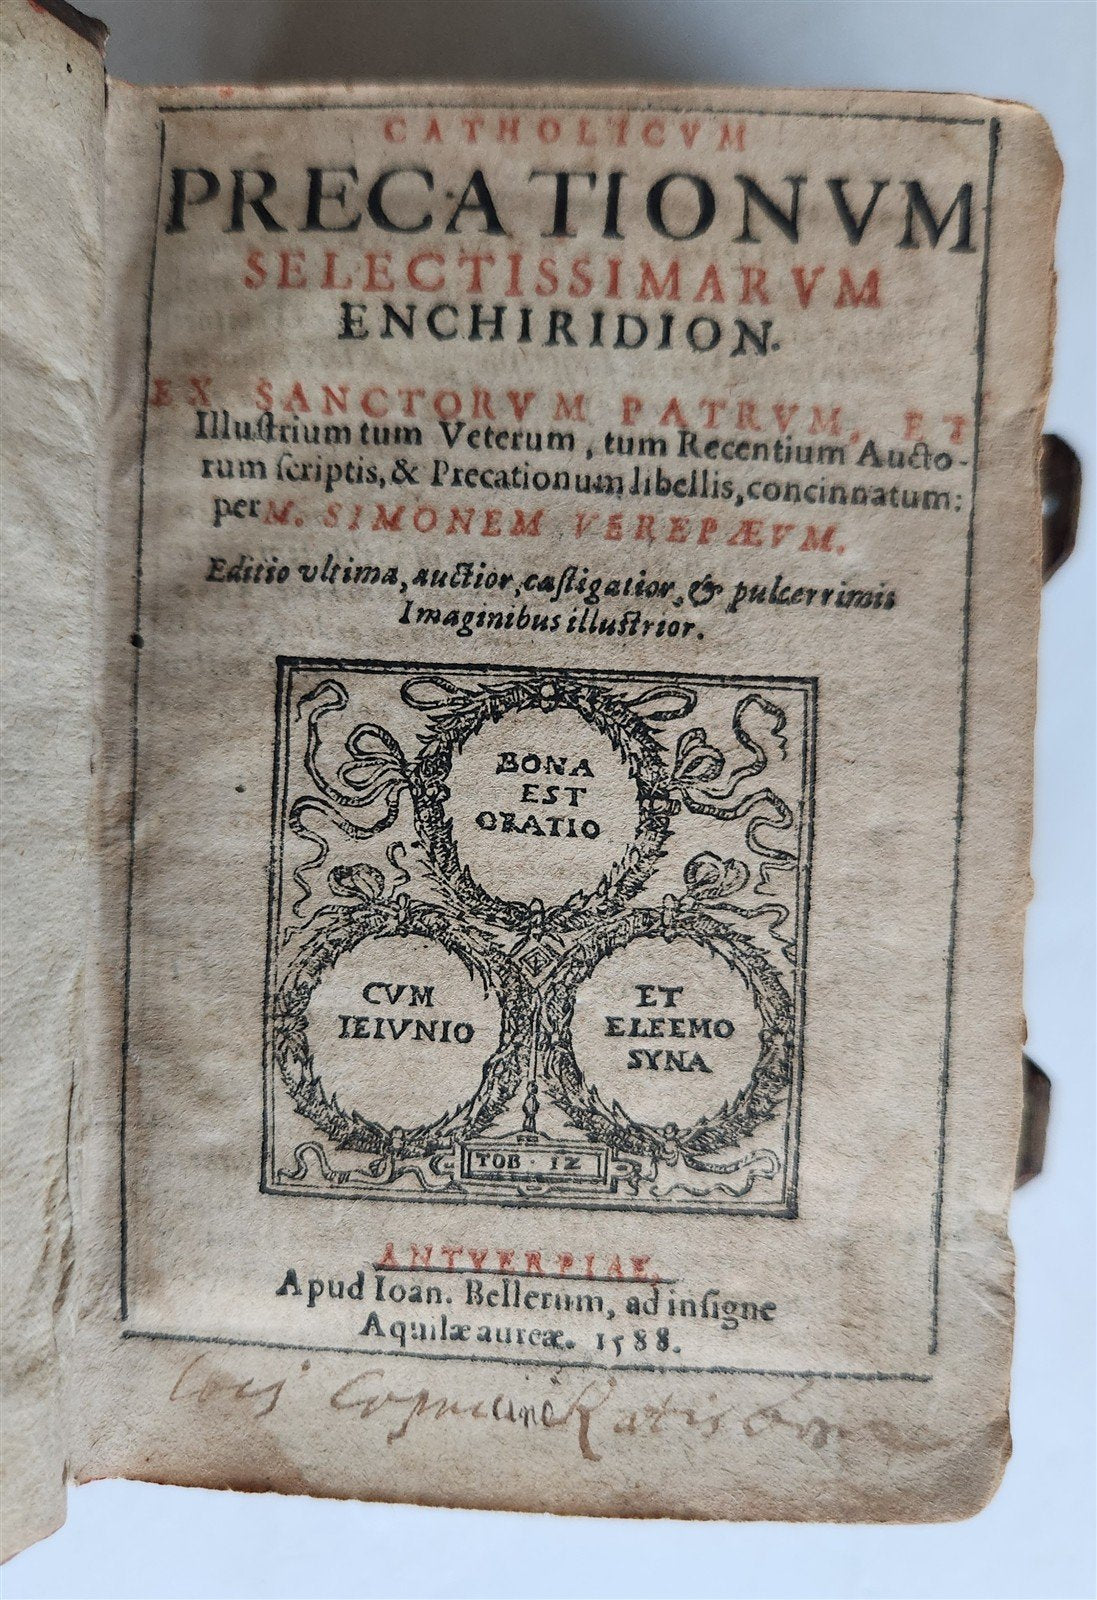 CATHOLICVM
PRECATIONVM
SELECTISSIMARVM
ENCHIRIDION.
EX SANCTORVM PATRVM, ET
Illustrium tum Veterum, tum Recentium Aucto-
rum scriptis, & Precationum libellis, concinnatum:
per M. SIMONEM VEREPÆVM.
Editio vltima, auctior, castigatior, & pulcerrimis
Imaginibus illustrior.
BONA
EST
ORATIO
CVM
IEIVNIO
ET
ELEEMO
SYNA
TOB. 12
ANTVERPIAE,
Apud Ioan. Bellerum, ad insigne
Aquilæ aureæ. 1588.